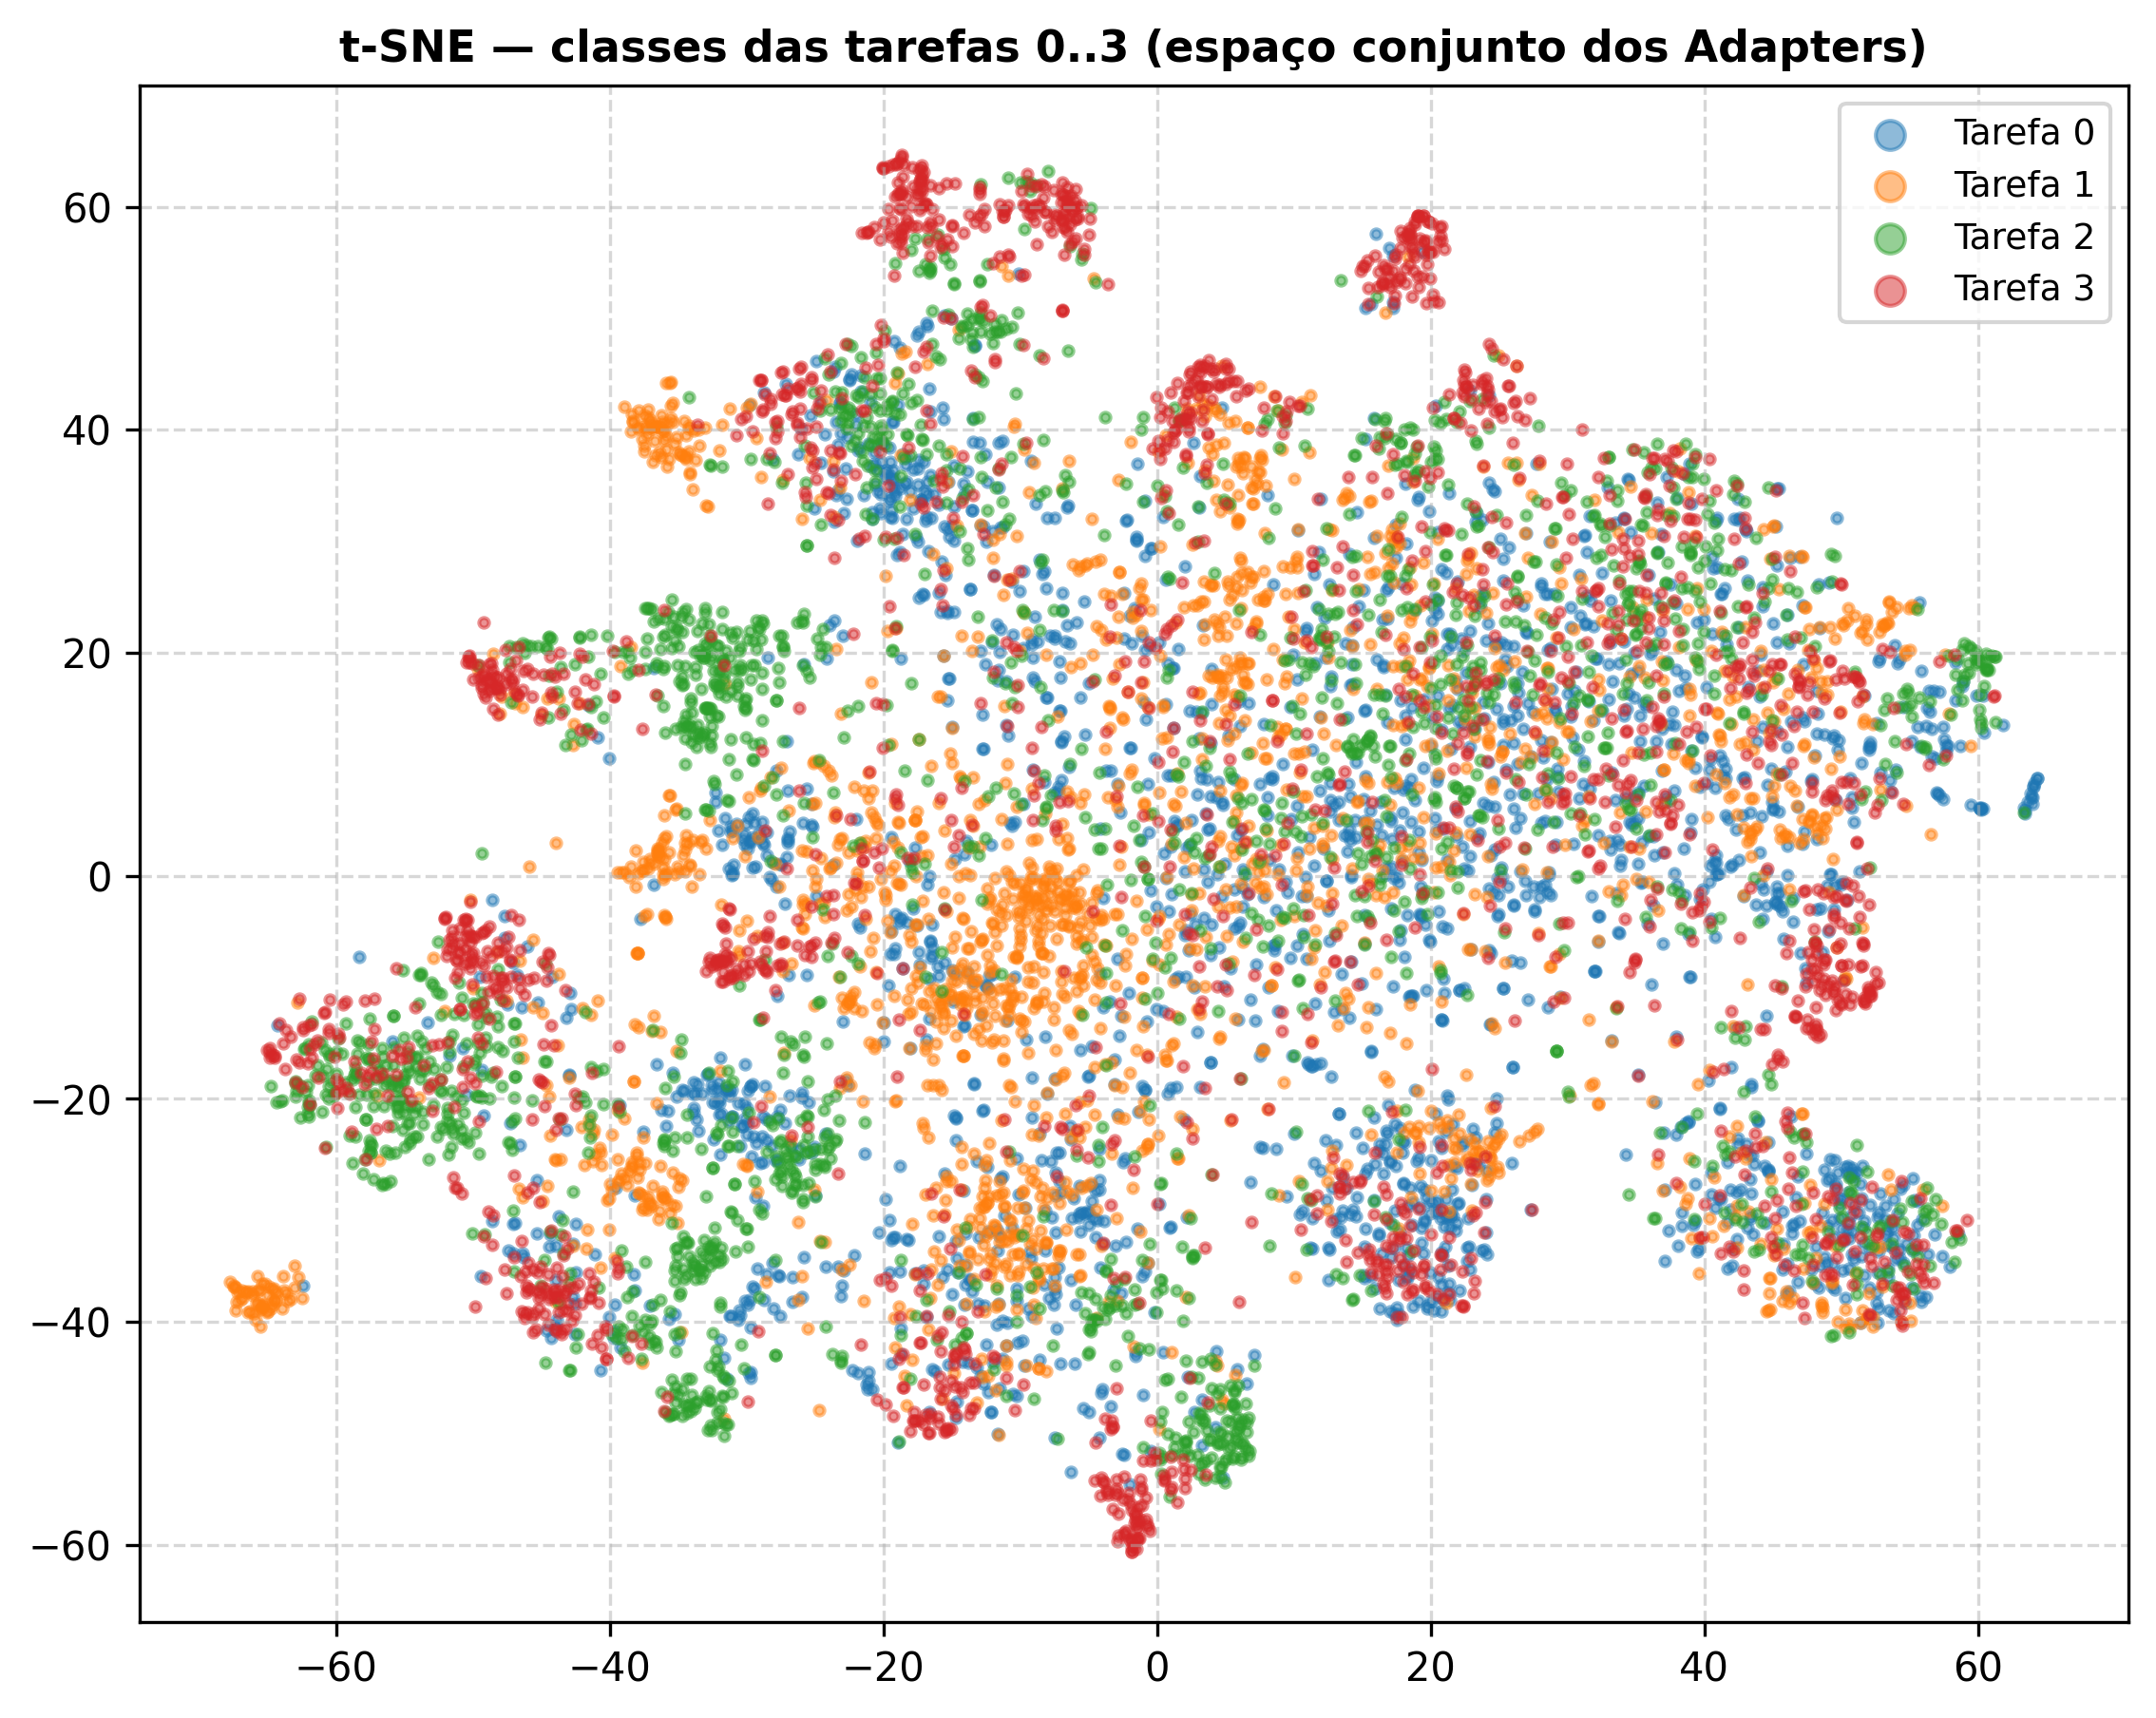 t-SNE — classes das tarefas 0..3 (espaço conjunto dos Adapters)
Tarefa 0
Tarefa 1
Tarefa 2
Tarefa 3
60
40
20
0
−20
−40
−60
−60 −40 −20 0 20 40 60